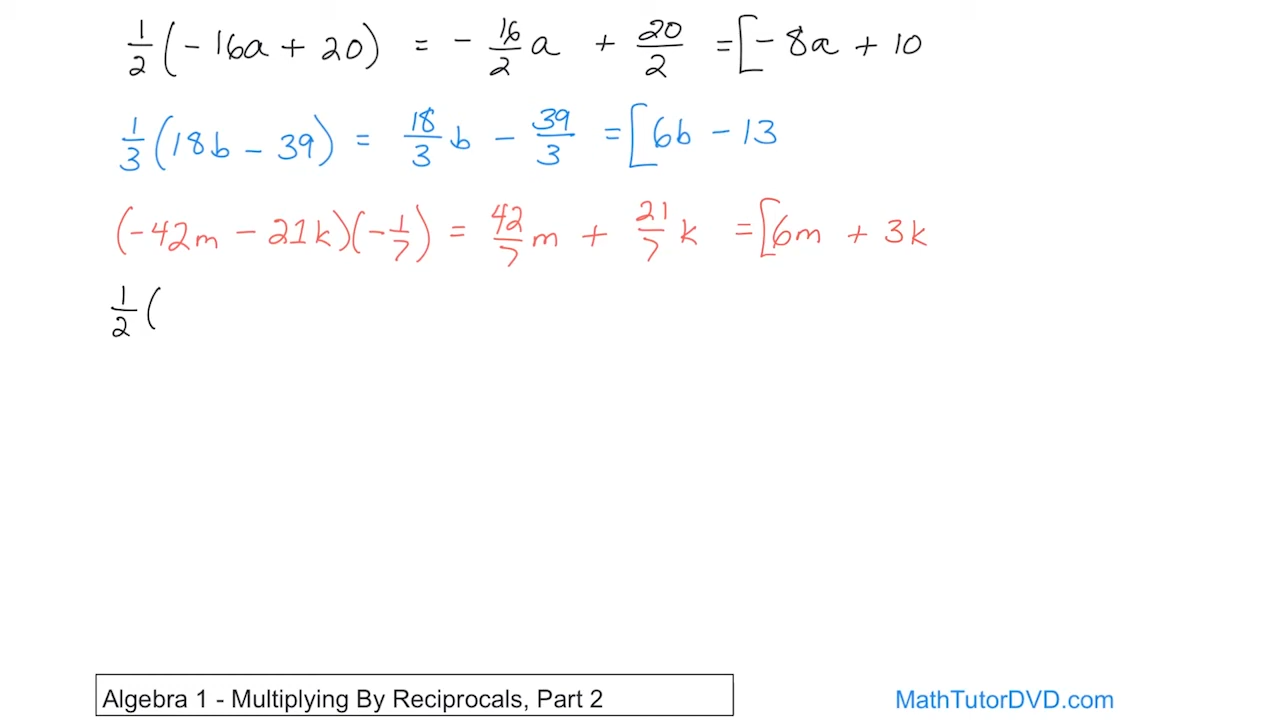 1/2 (-16a + 20) = - 16/2 a + 20/2 = [-8a + 10
1/3 (18b - 39) = 18/3 b - 39/3 = [6b - 13
(-42m - 21k)(-1/7) = 42/7 m + 21/7 k = [6m + 3k
1/2 (
Algebra 1 - Multiplying By Reciprocals, Part 2
MathTutorDVD.com